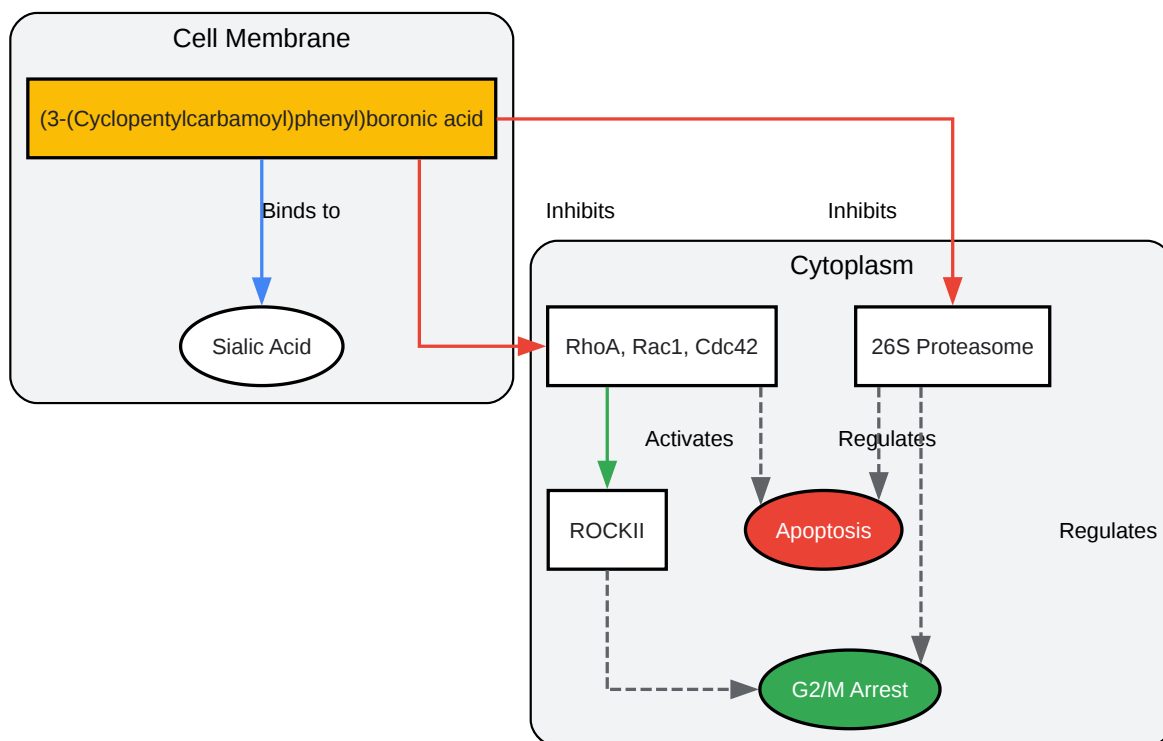 Cell Membrane
(3-(Cyclopentylcarbamoyl)phenyl)boronic acid
Binds to
Inhibits
Inhibits
Cytoplasm
Sialic Acid
RhoA, Rac1, Cdc42
26S Proteasome
Activates
Regulates
ROCKII
Apoptosis
Regulates
G2/M Arrest